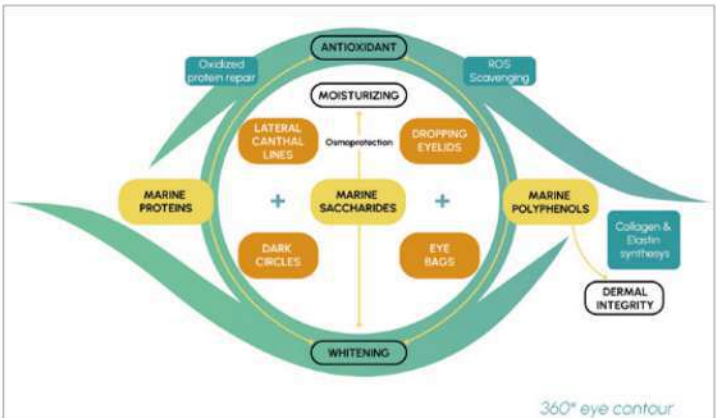 ANTIOXIDANT
Oxidized
protein repair
ROS
Scavenging
MOISTURIZING
LATERAL
CANTHAL
LINES
Osmoprotection
DROPPING
EYELIDS
MARINE
PROTEINS
+
MARINE
SACCHARIDES
+
MARINE
POLYPHENOLS
DARK
CIRCLES
EYE
BAGS
Collagen &
Elastin
synthesys
DERMAL
INTEGRITY
WHITENING
360° eye contour